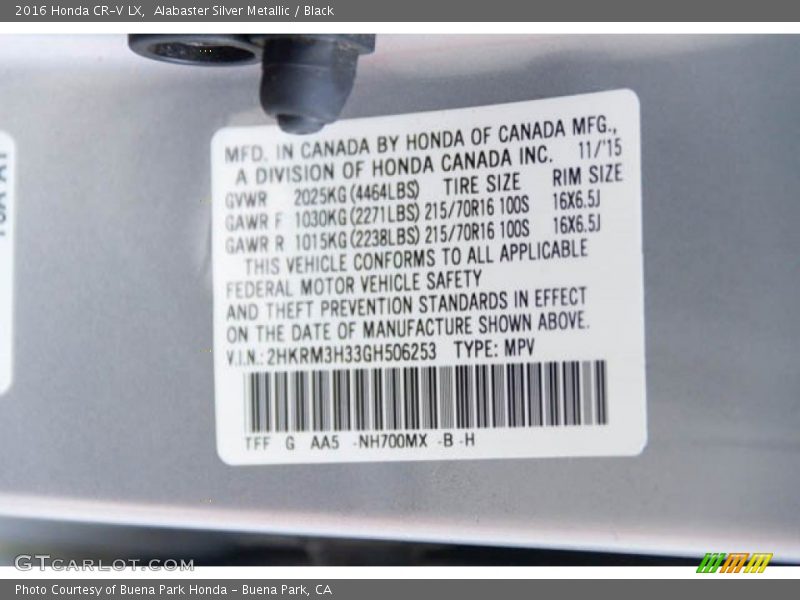 2016 Honda CR-V LX,  Alabaster Silver Metallic / Black
MFD. IN CANADA BY HONDA OF CANADA MFG.,
A DIVISION OF HONDA CANADA INC. 11/'15
GVWR 2025KG(4464LBS) TIRE SIZE RIM SIZE
GAWR F 1030KG(2271LBS) 215/70R16 100S 16X6.5J
GAWR R 1015KG(2238LBS) 215/70R16 100S 16X6.5J
THIS VEHICLE CONFORMS TO ALL APPLICABLE
FEDERAL MOTOR VEHICLE SAFETY
AND THEFT PREVENTION STANDARDS IN EFFECT
ON THE DATE OF MANUFACTURE SHOWN ABOVE.
V.I.N.: 2HKRM3H33GH506253 TYPE: MPV
TFF G AA5 -NH700MX -B -H
GTCARLOT.COM
Photo Courtesy of Buena Park Honda - Buena Park, CA